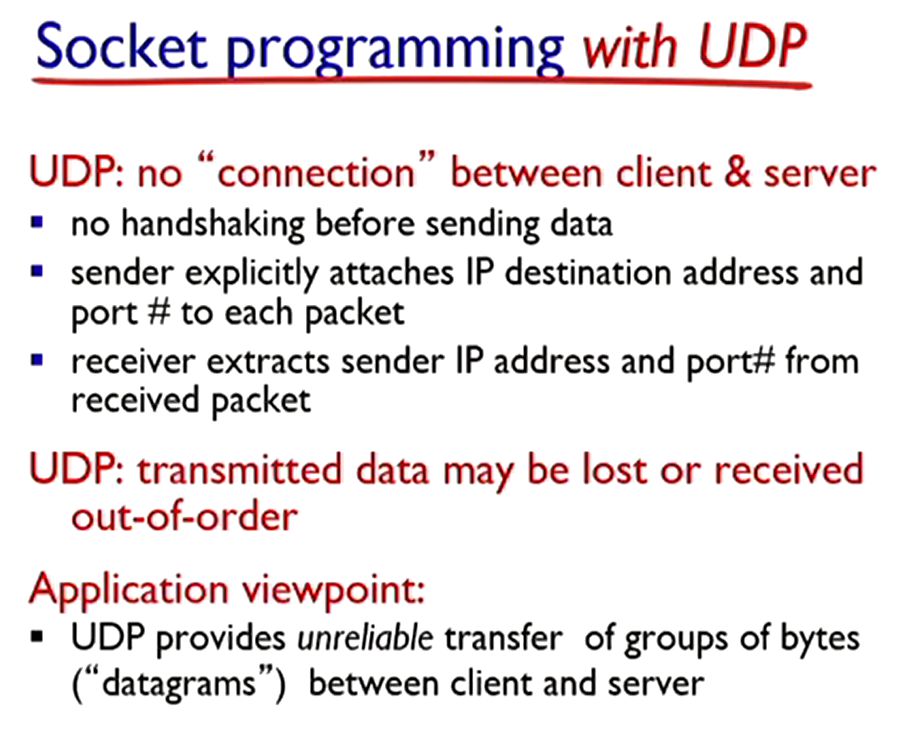 Socket programming with UDP
UDP: no “connection” between client & server
▪ no handshaking before sending data
▪ sender explicitly attaches IP destination address and
port # to each packet
▪ receiver extracts sender IP address and port# from
received packet
UDP: transmitted data may be lost or received
out-of-order
Application viewpoint:
▪ UDP provides unreliable transfer of groups of bytes
(“datagrams”) between client and server